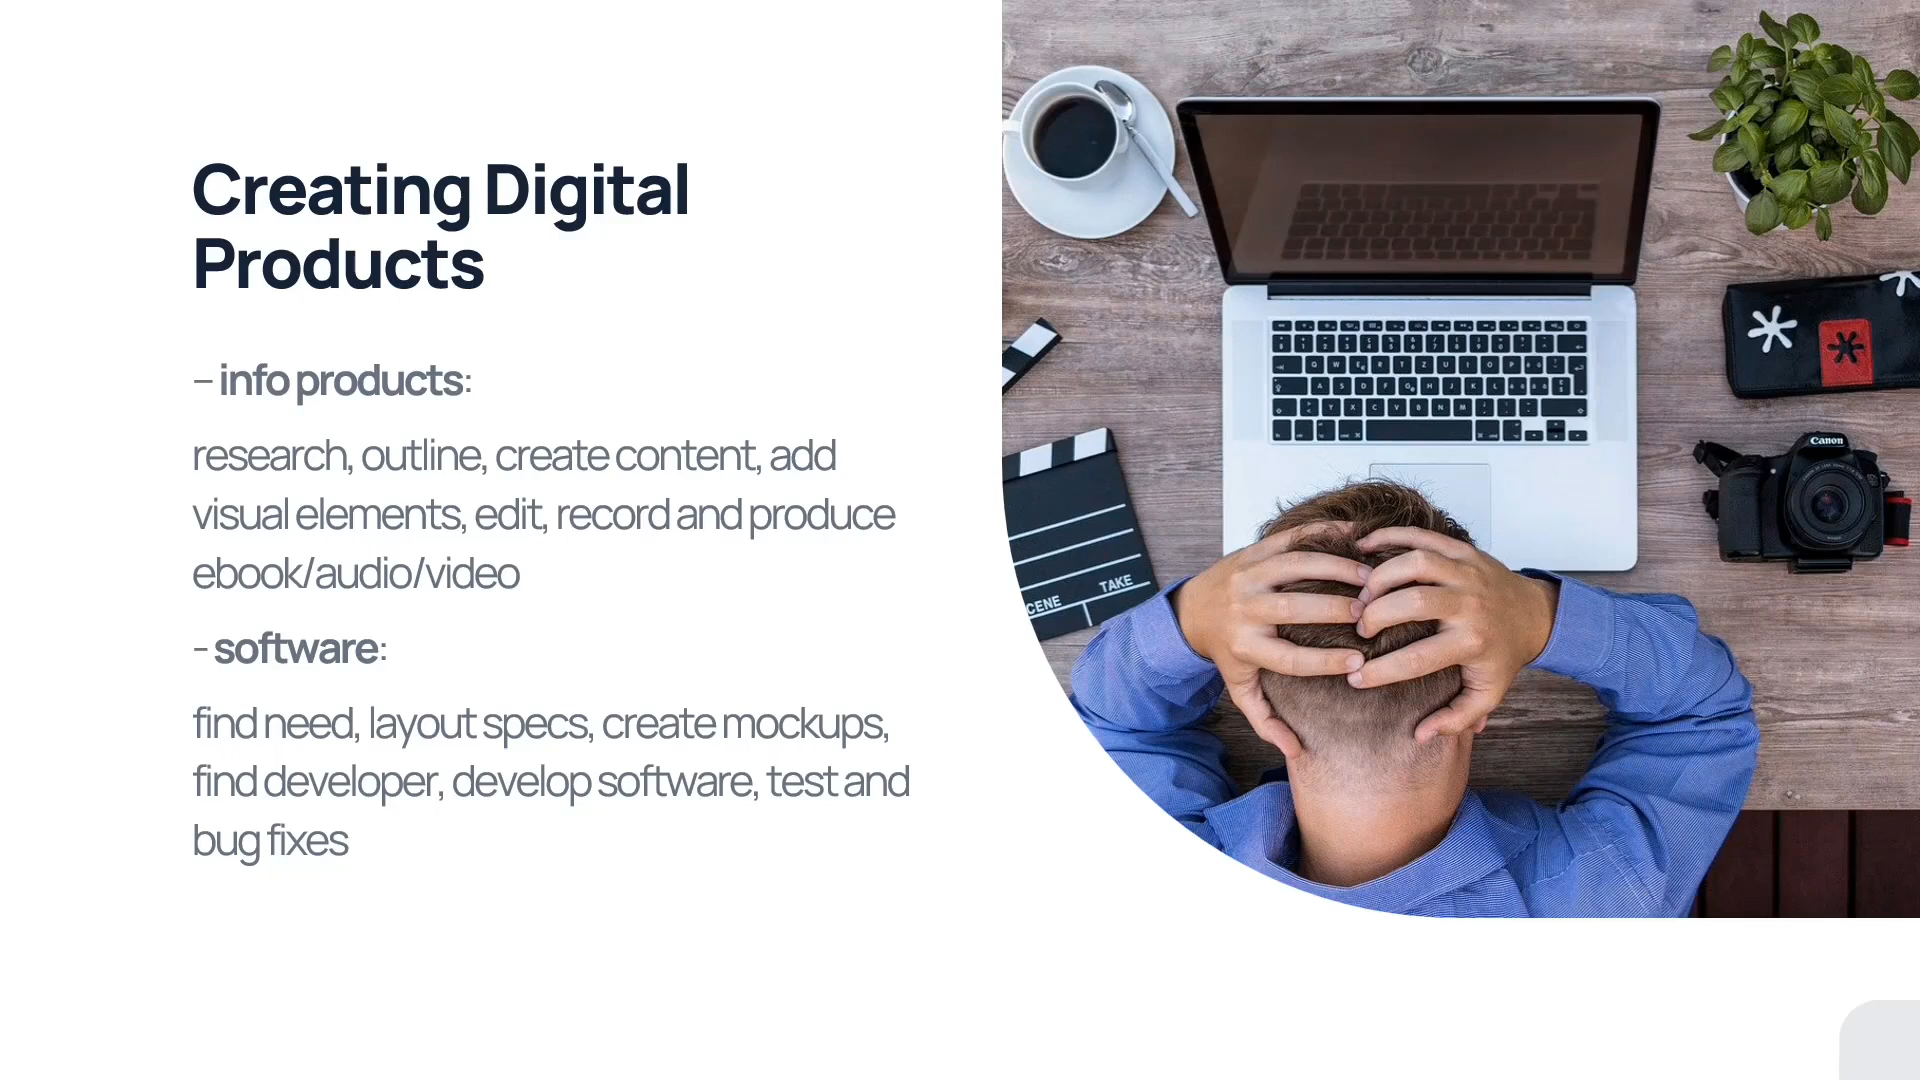 Creating Digital
Products
– info products:
research, outline, create content, add
visual elements, edit, record and produce
ebook/audio/video
- software:
find need, layout specs, create mockups,
find developer, develop software, test and
bug fixes
Canon
TAKE